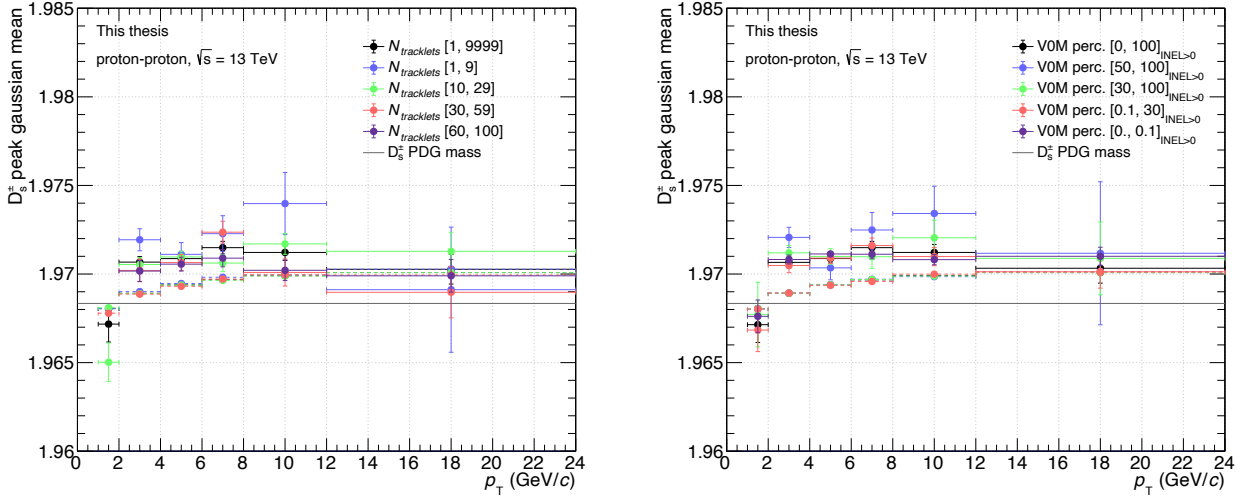 This thesis
proton-proton, √s = 13 TeV
N_tracklets [1, 9999]
N_tracklets [1, 9]
N_tracklets [10, 29]
N_tracklets [30, 59]
N_tracklets [60, 100]
D_s^± PDG mass
D_s^± peak gaussian mean
1.985
1.98
1.975
1.97
1.965
1.96
0 2 4 6 8 10 12 14 16 18 20 22 24
p_T (GeV/c)
This thesis
proton-proton, √s = 13 TeV
V0M perc. [0, 100]_INEL>0
V0M perc. [50, 100]_INEL>0
V0M perc. [30, 100]_INEL>0
V0M perc. [0.1, 30]_INEL>0
V0M perc. [0., 0.1]_INEL>0
D_s^± PDG mass
D_s^± peak gaussian mean
1.985
1.98
1.975
1.97
1.965
1.96
0 2 4 6 8 10 12 14 16 18 20 22 24
p_T (GeV/c)